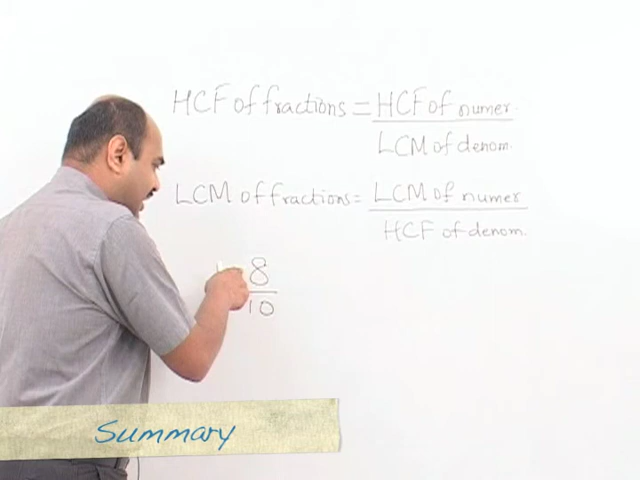 HCF of fractions = HCF of numer.
LCM of denom.
LCM of fractions = LCM of numer
HCF of denom.
8
10
Summary